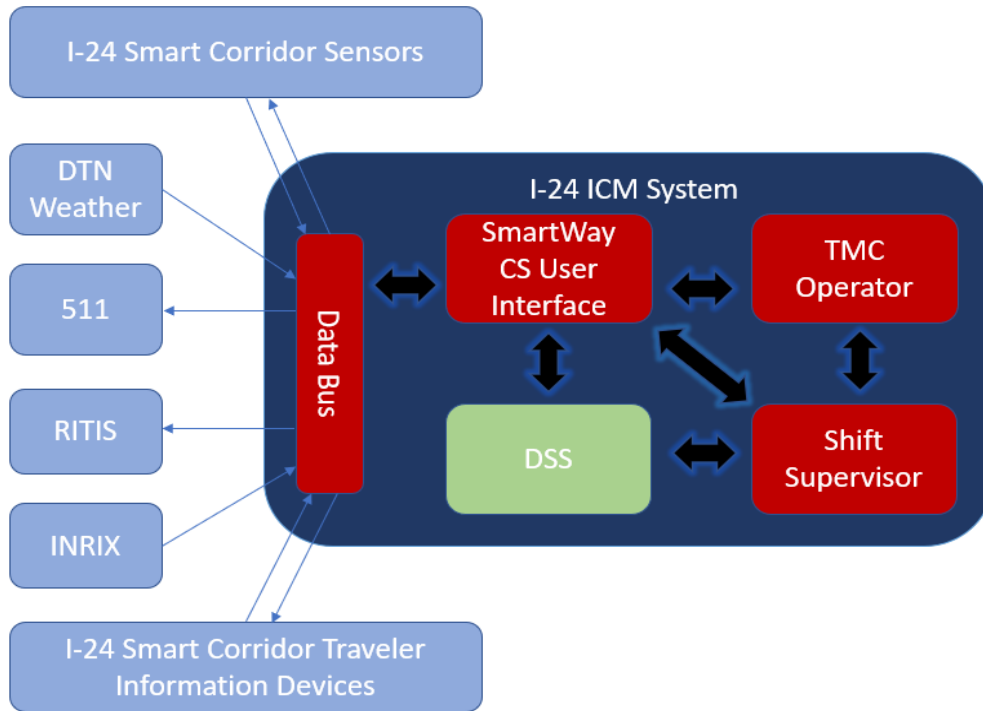 I-24 Smart Corridor Sensors
DTN
Weather
511
RITIS
INRIX
I-24 Smart Corridor Traveler
Information Devices
I-24 ICM System
Data Bus
SmartWay
CS User
Interface
TMC
Operator
DSS
Shift
Supervisor